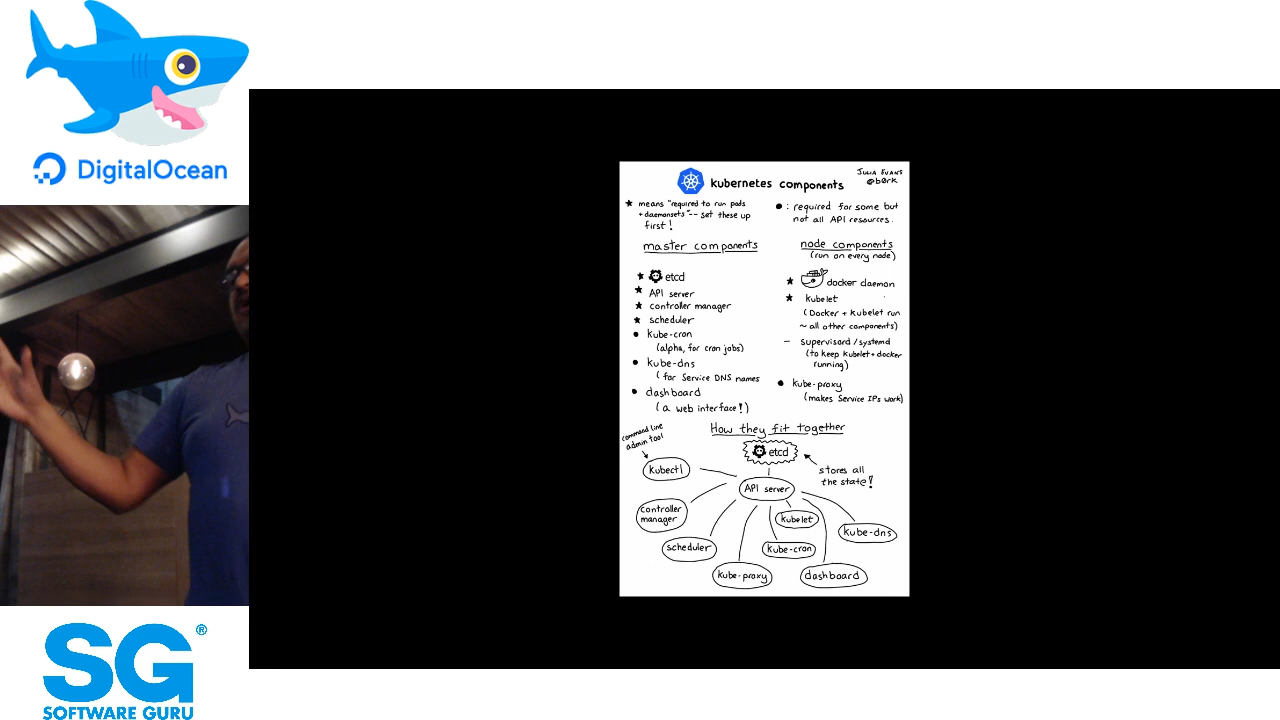 DigitalOcean
SG®
SOFTWARE GURU
kubernetes components
JULIA EVANS
@b0rk
★ means "required to run pods
+ daemonsets" -- set these up
first!
● : required for some but
not all API resources.
master components
★ etcd
★ API server
★ controller manager
★ scheduler
● kube-cron
(alpha, for cron jobs)
● kube-dns
(for Service DNS names
● dashboard
(a web interface!)
node components
(run on every node)
★ docker daemon
★ kubelet
(Docker + kubelet run
~ all other components)
- supervisord/systemd
(to keep kubelet+docker
running)
● kube-proxy
(makes Service IPs work)
How they fit together
command line
admin tool
etcd
stores all
the state!
kubectl
API server
controller
manager
kubelet
kube-dns
scheduler
kube-cron
kube-proxy
dashboard